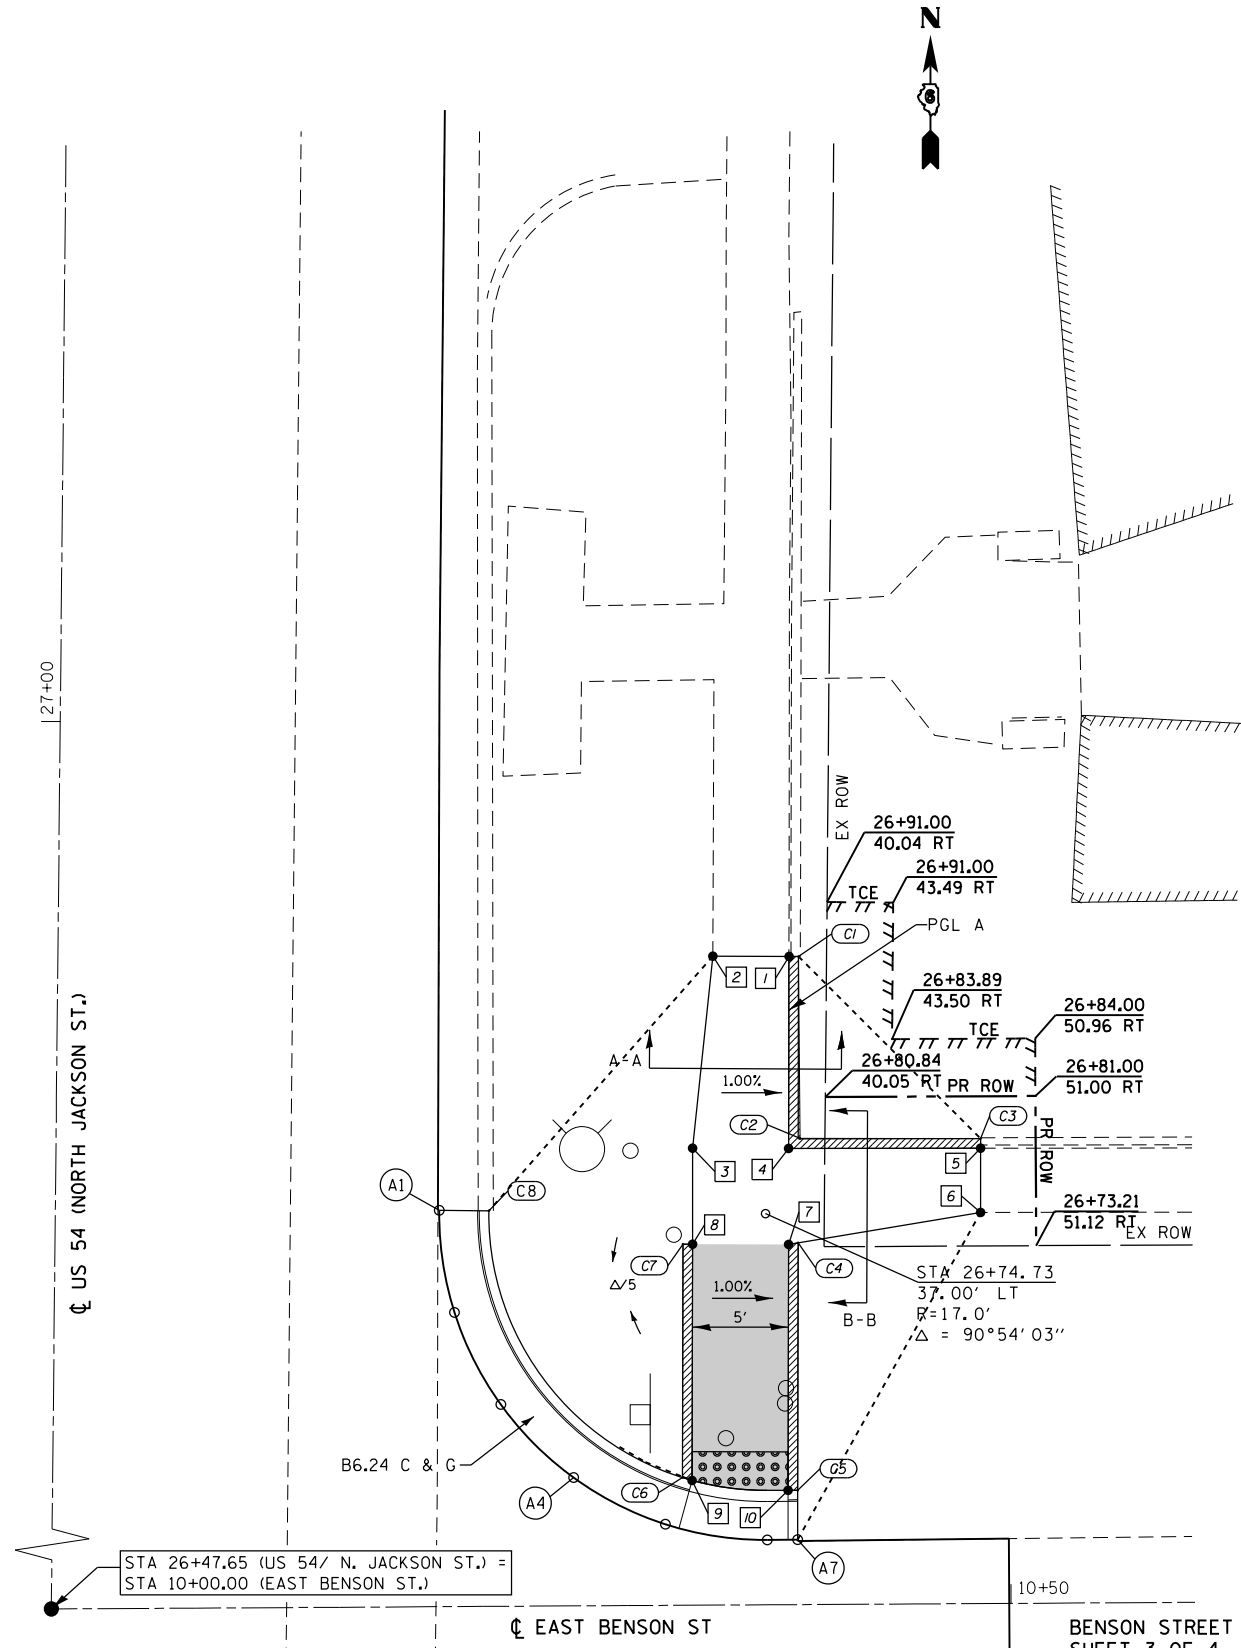 N
6
27+00
EX ROW
26+91.00
40.04 RT
TCE
26+91.00
43.49 RT
C1
PGL A
2
1
26+83.89
43.50 RT
TCE
26+84.00
50.96 RT
A-A
26+80.84
40.05 RT
PR ROW
26+81.00
51.00 RT
1.00%
C2
C3
PR ROW
3
4
5
A1
C8
6
26+73.21
51.12 RT
EX ROW
8
7
C7
C4
℄ US 54 (NORTH JACKSON ST.)
△/5
1.00%
5'
STA 26+74.73
37.00' LT
R=17.0'
△ = 90°54'03"
B-B
B6.24 C & G
C6
C5
A4
9
10
A7
STA 26+47.65 (US 54/ N. JACKSON ST.) =
STA 10+00.00 (EAST BENSON ST.)
10+50
℄ EAST BENSON ST
BENSON STREET
SHEET 3 OF 4